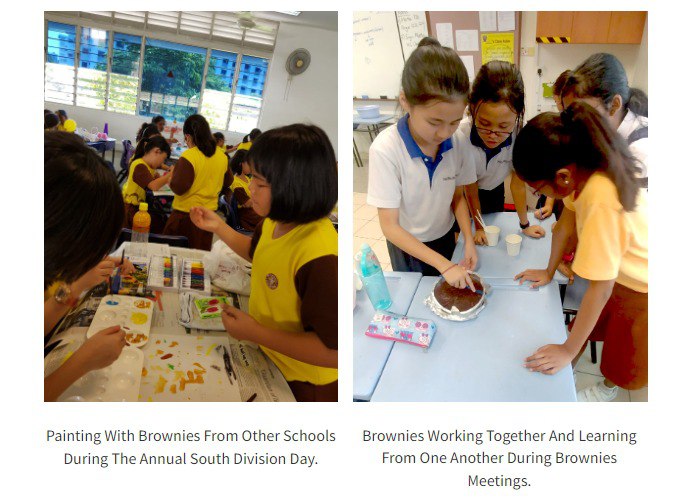 Painting With Brownies From Other Schools
During The Annual South Division Day.
Brownies Working Together And Learning
From One Another During Brownies
Meetings.